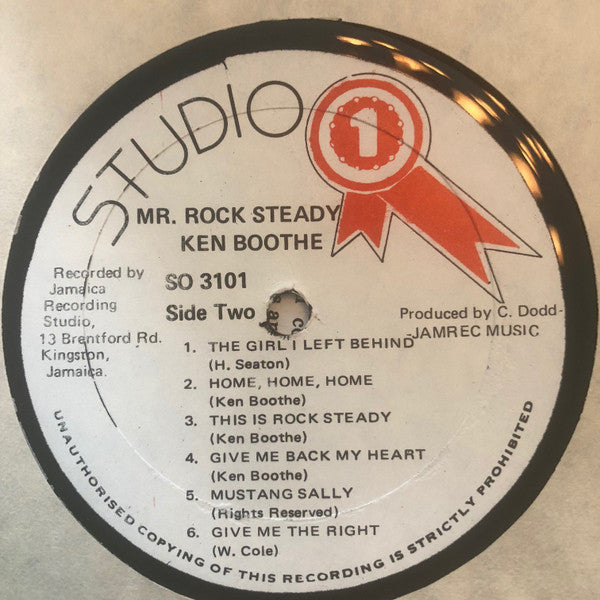 STUDIO
1
MR. ROCK STEADY
KEN BOOTHE
Recorded by
Jamaica
Recording
Studio,
13 Brentford Rd.
Kingston,
Jamaica.
SO 3101
Side Two
Produced by C. Dodd-
-JAMREC MUSIC
1. THE GIRL I LEFT BEHIND
(H. Seaton)
2. HOME, HOME, HOME
(Ken Boothe)
3. THIS IS ROCK STEADY
(Ken Boothe)
4. GIVE ME BACK MY HEART
(Ken Boothe)
5. MUSTANG SALLY
(Rights Reserved)
6. GIVE ME THE RIGHT
(W. Cole)
UNAUTHORISED COPYING OF THIS RECORDING IS STRICTLY PROHIBITED